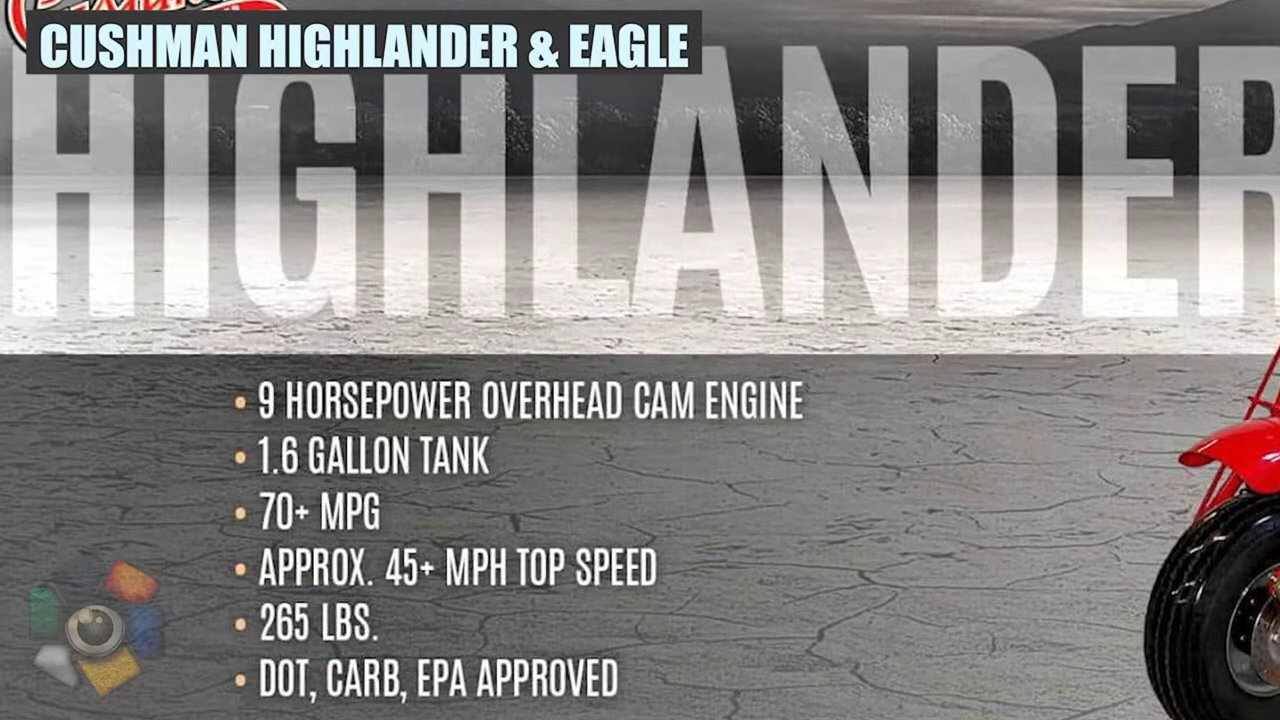 CUSHMAN HIGHLANDER & EAGLE
HIGHLANDER
• 9 HORSEPOWER OVERHEAD CAM ENGINE
• 1.6 GALLON TANK
• 70+ MPG
• APPROX. 45+ MPH TOP SPEED
• 265 LBS.
• DOT, CARB, EPA APPROVED